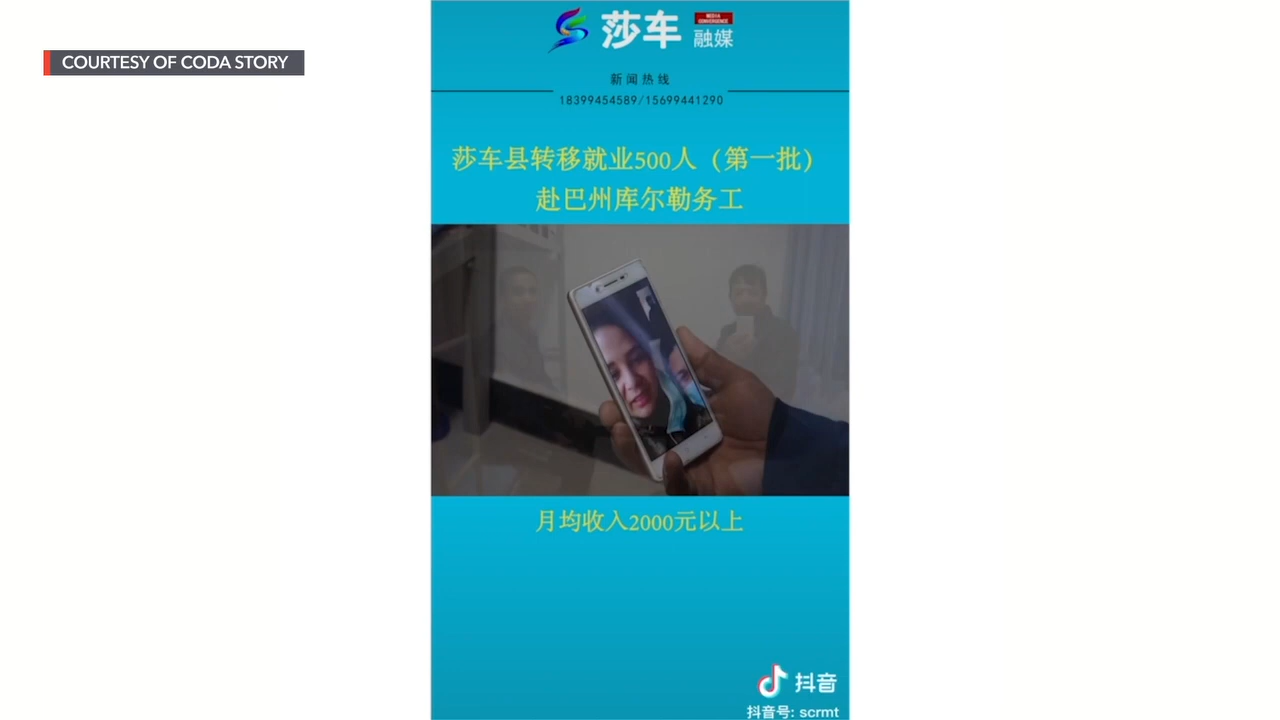 COURTESY OF CODA STORY
莎车
MEDIA
CONVERGENCE
融媒
新闻热线
18399454589/15699441290
莎车县转移就业500人（第一批）
赴巴州库尔勒务工
月均收入2000元以上
抖音
抖音号: scrmt